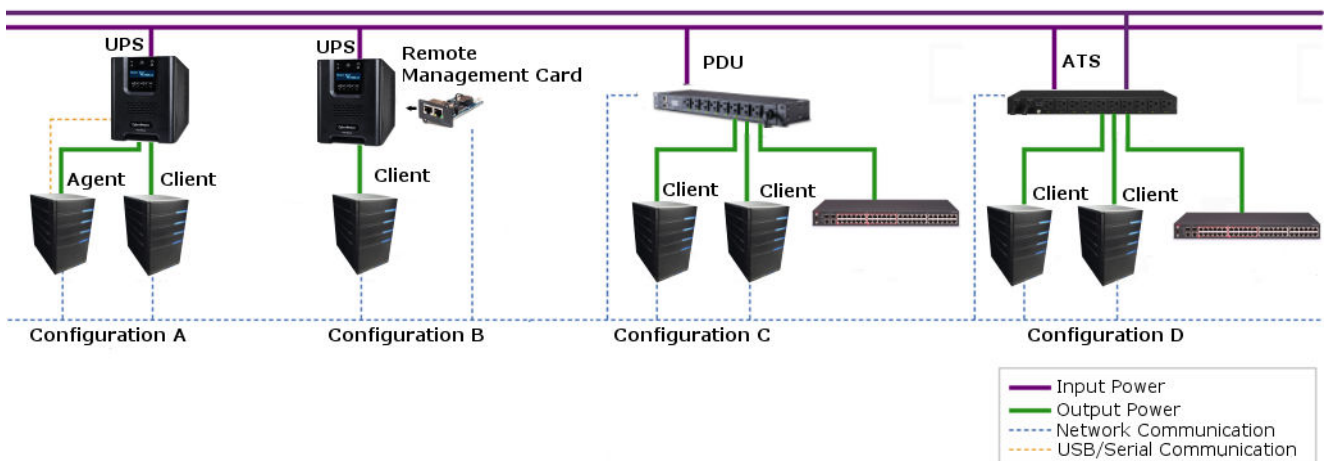 UPS
UPS
Remote
Management Card
PDU
ATS
Agent
Client
Client
Client
Client
Client
Client
Configuration A
Configuration B
Configuration C
Configuration D
Input Power
Output Power
Network Communication
USB/Serial Communication